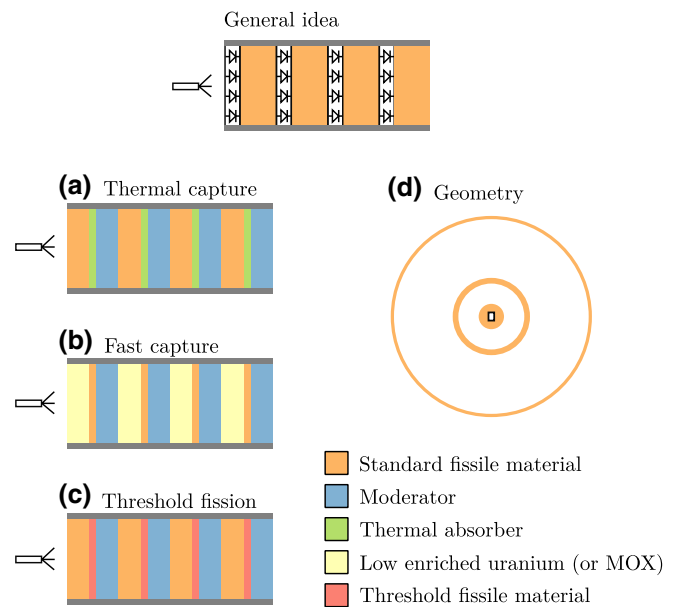 General idea
(a) Thermal capture
(d) Geometry
(b) Fast capture
(c) Threshold fission
Standard fissile material
Moderator
Thermal absorber
Low enriched uranium (or MOX)
Threshold fissile material